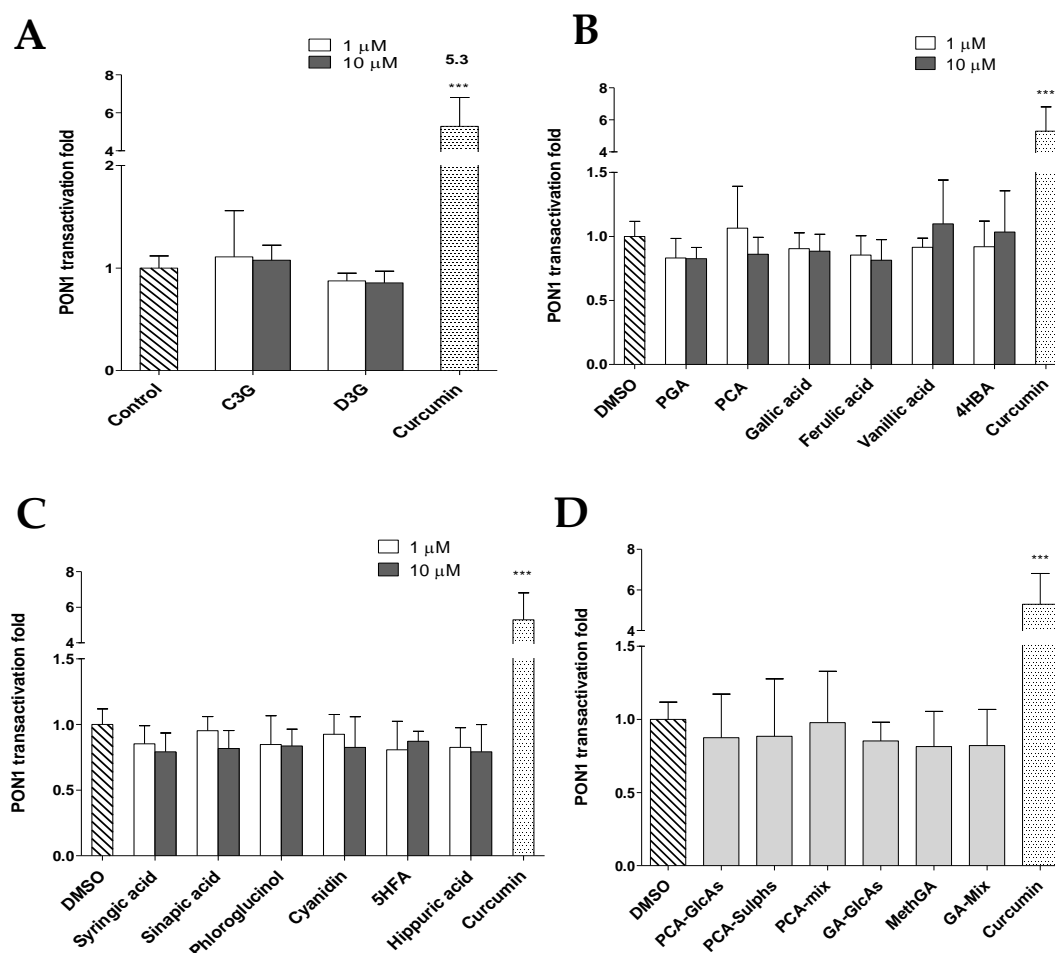 A
1 µM
10 µM
5.3
***
PON1 transactivation fold
8
6
4
2
1
0
Control
C3G
D3G
Curcumin
B
1 µM
10 µM
***
PON1 transactivation fold
8
6
4
1.5
1.0
0.5
0.0
DMSO
PGA
PCA
Gallic acid
Ferulic acid
Vanillic acid
4HBA
Curcumin
C
1 µM
10 µM
***
PON1 transactivation fold
8
6
4
1.5
1.0
0.5
0.0
DMSO
Syringic acid
Sinapic acid
Phloroglucinol
Cyanidin
5HFA
Hippuric acid
Curcumin
D
***
PON1 transactivation fold
8
6
4
1.5
1.0
0.5
0.0
DMSO
PCA-GlcAs
PCA-Sulphs
PCA-mix
GA-GlcAs
MethGA
GA-Mix
Curcumin